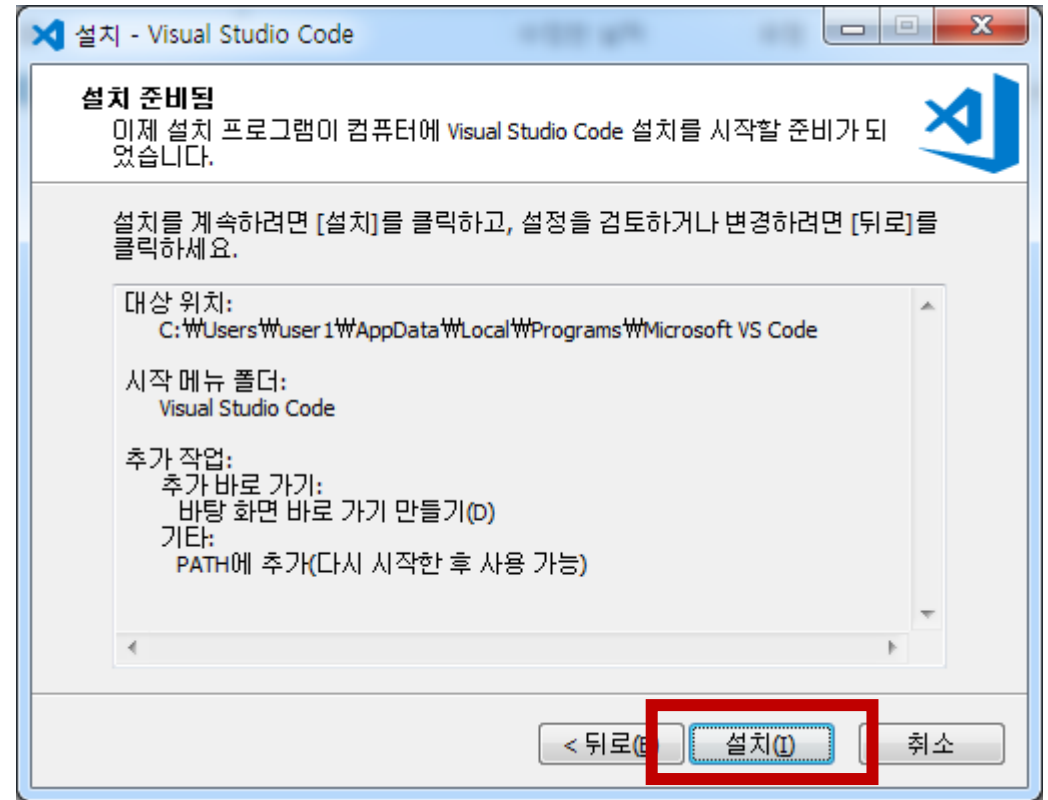 설치 - Visual Studio Code
설치 준비됨
이제 설치 프로그램이 컴퓨터에 Visual Studio Code 설치를 시작할 준비가 되
었습니다.
설치를 계속하려면 [설치]를 클릭하고, 설정을 검토하거나 변경하려면 [뒤로]를
클릭하세요.
대상 위치:
C:₩Users₩user1₩AppData₩Local₩Programs₩Microsoft VS Code
시작 메뉴 폴더:
Visual Studio Code
추가 작업:
추가 바로 가기:
바탕 화면 바로 가기 만들기(D)
기타:
PATH에 추가(다시 시작한 후 사용 가능)
< 뒤로(B 설치(I) 취소